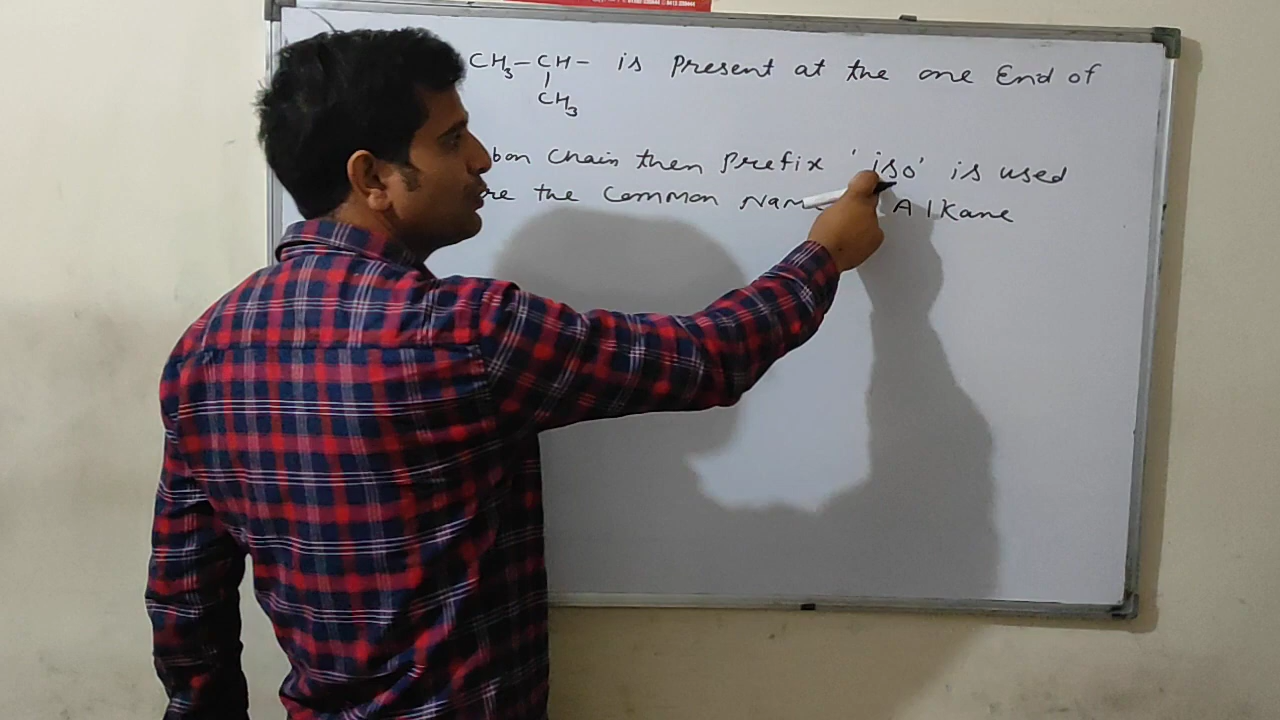 CH3-CH- is present at the one End of
CH3
bon Chain then prefix 'iso' is used
re the Common Nam Alkane